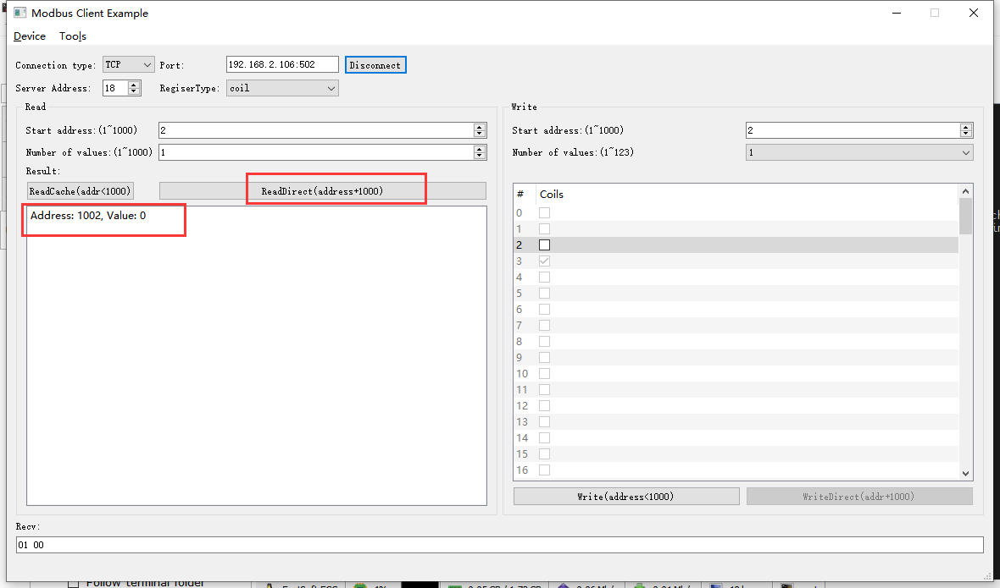 Modbus Client Example
Device Tools
Connection type: TCP Port: 192.168.2.106:502 Disconnect
Server Address: 18 RegiserType: coil
Read
Start address:(1~1000) 2
Number of values:(1~1000) 1
Result:
ReadCache(addr<1000) ReadDirect(address+1000)
Address: 1002, Value: 0
Write
Start address:(1~1000) 2
Number of values:(1~123) 1
# Coils
0
1
2
3
4
5
6
7
8
9
10
11
12
13
14
15
16
Write(address<1000) WriteDirect(addr+1000)
Recv:
01 00
Follow terminal folder